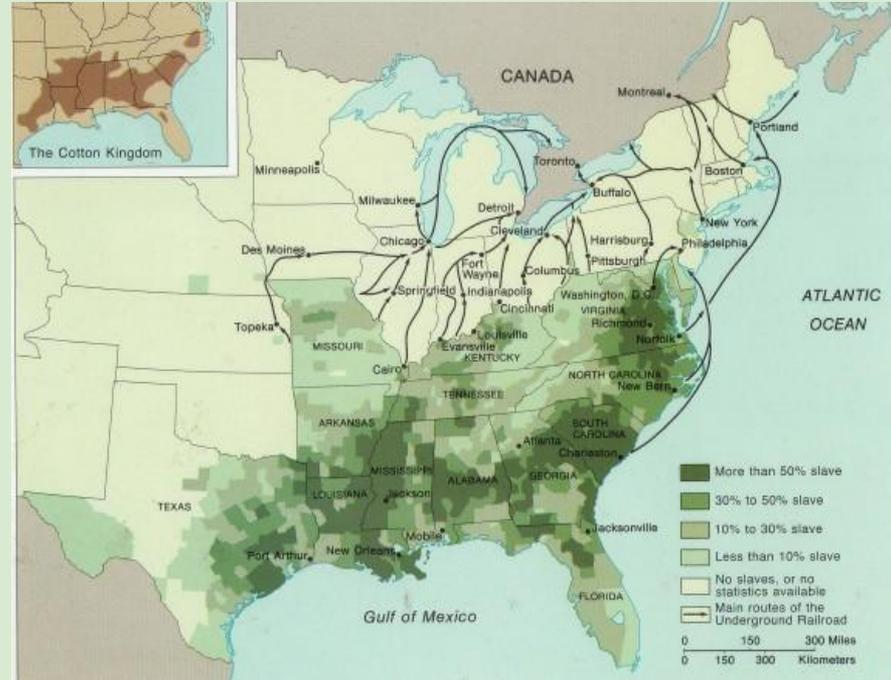 The Cotton Kingdom
CANADA
Montreal
Portland
Minneapolis
Toronto
Boston
Buffalo
Milwaukee
Detroit
New York
Cleveland
Chicago
Harrisburg
Philadelphia
Des Moines
Fort
Wayne
Pittsburgh
Columbus
Springfield
Indianapolis
Washington, D.C.
ATLANTIC
OCEAN
Cincinnati
VIRGINIA
Richmond
Topeka
Louisville
Norfolk
MISSOURI
Evansville
KENTUCKY
Cairo
NORTH CAROLINA
New Bern
TENNESSEE
ARKANSAS
SOUTH
CAROLINA
Atlanta
Charleston
MISSISSIPPI
GEORGIA
ALABAMA
LOUISIANA
Jackson
TEXAS
Jacksonville
Mobile
Port Arthur
New Orleans
FLORIDA
Gulf of Mexico
More than 50% slave
30% to 50% slave
10% to 30% slave
Less than 10% slave
No slaves, or no
statistics available
Main routes of the
Underground Railroad
0 150 300 Miles
0 150 300 Kilometers